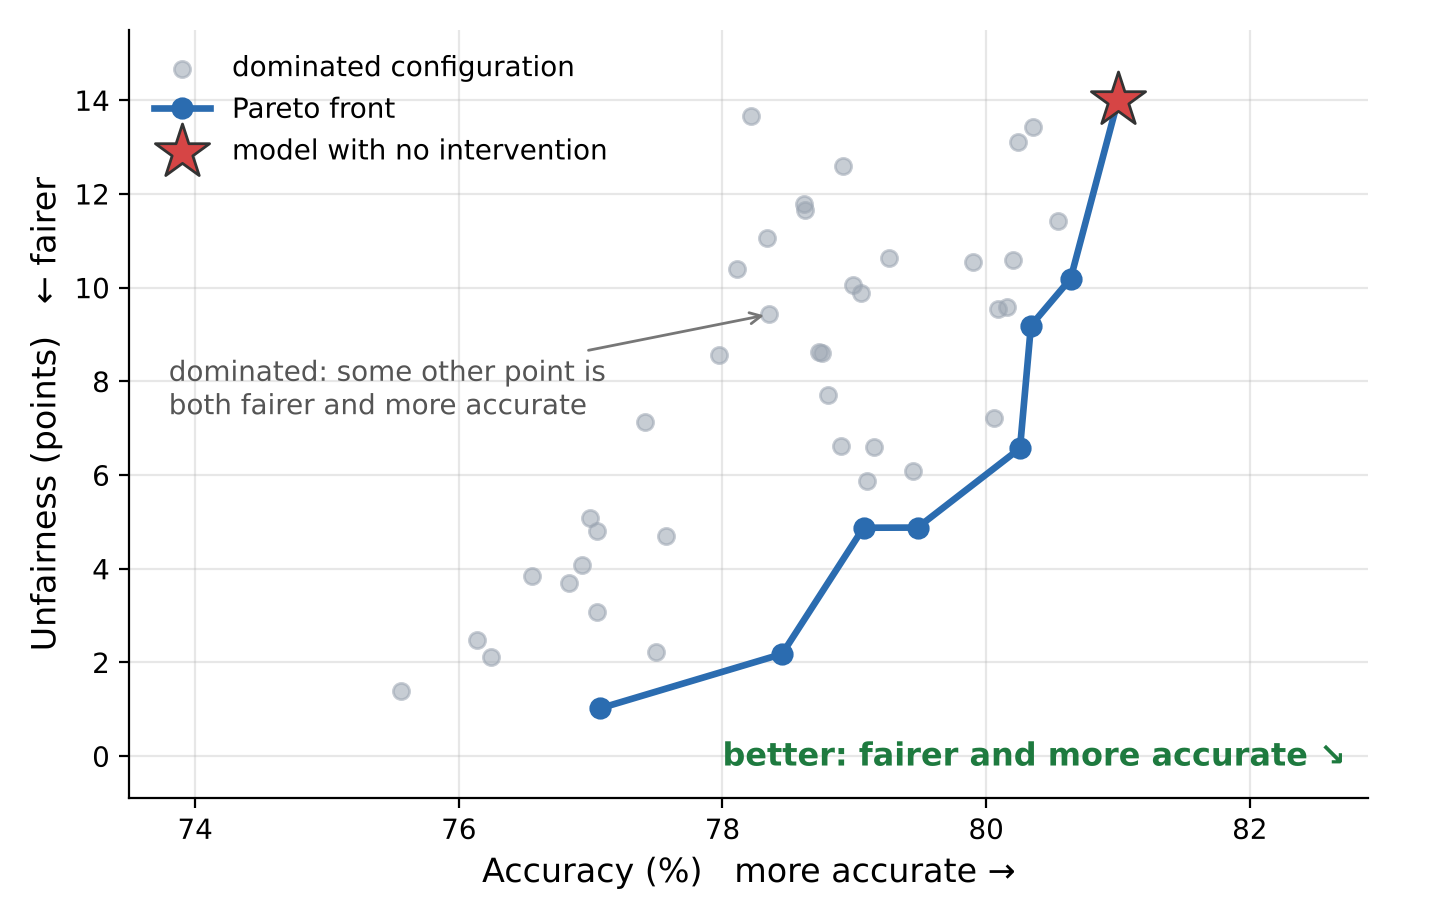 dominated configuration
Pareto front
model with no intervention
14
12
10
8
6
4
2
0
Unfairness (points) ← fairer
dominated: some other point is
both fairer and more accurate
better: fairer and more accurate ↘
74 76 78 80 82
Accuracy (%) more accurate →